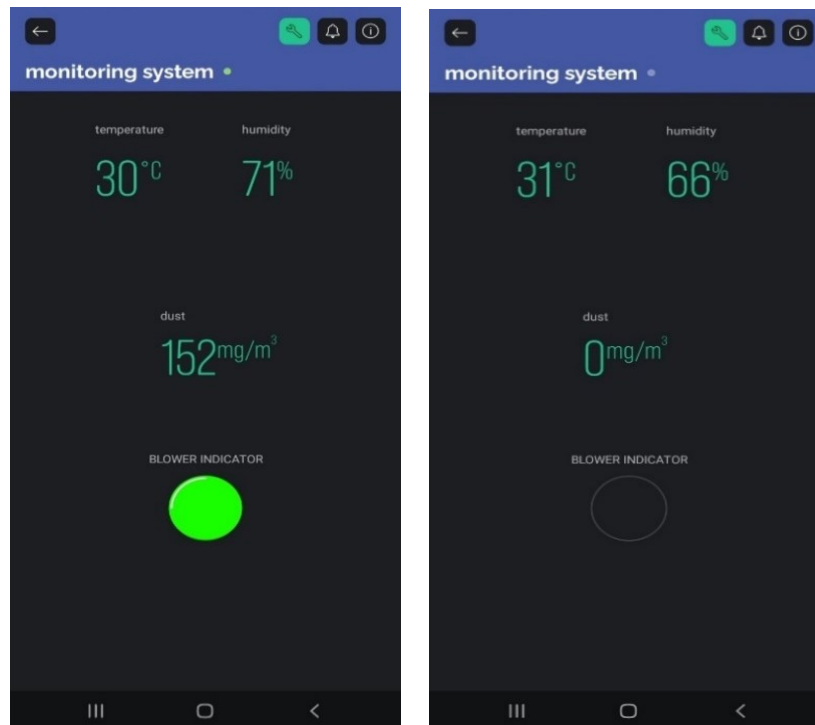 monitoring system
temperature humidity
30°C 71%
dust
152mg/m³
BLOWER INDICATOR
monitoring system
temperature humidity
31°C 66%
dust
0mg/m³
BLOWER INDICATOR